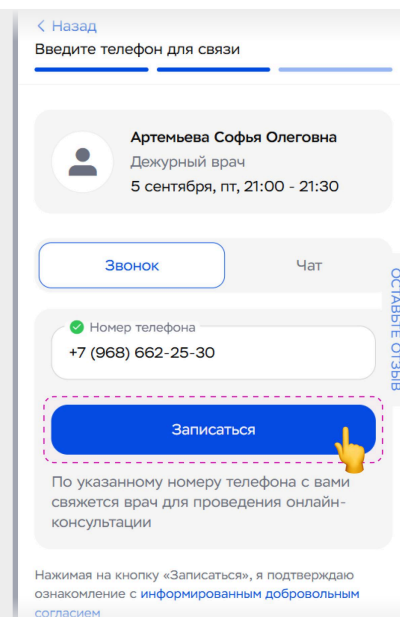 < Назад
Введите телефон для связи
Артемьева Софья Олеговна
Дежурный врач
5 сентября, пт, 21:00 - 21:30
Звонок
Чат
ОСТАВЬТЕ ОТЗЫВ
Номер телефона
+7 (968) 662-25-30
Записаться
По указанному номеру телефона с вами
свяжется врач для проведения онлайн-
консультации
Нажимая на кнопку «Записаться», я подтверждаю
ознакомление с информированным добровольным
согласием